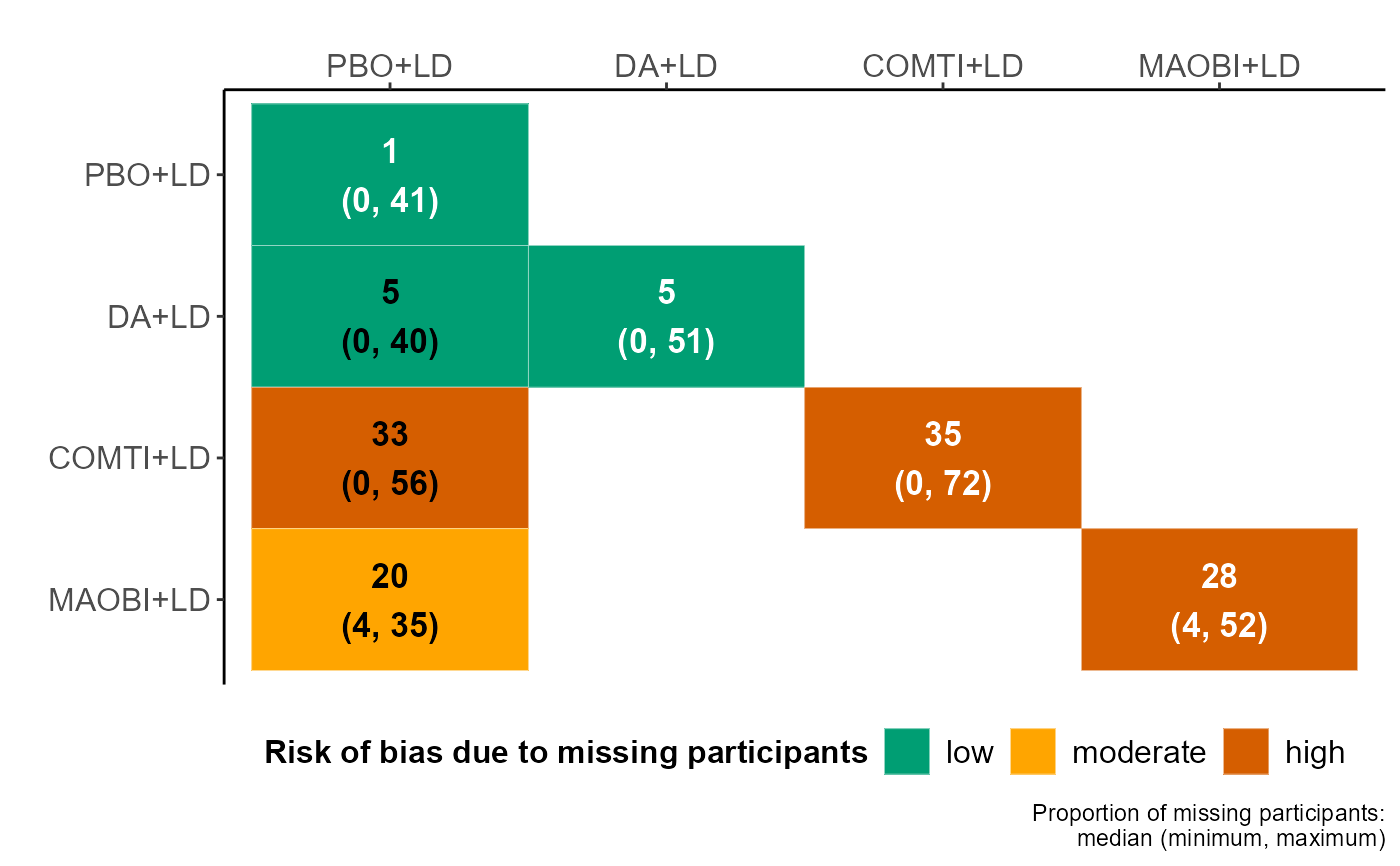 PBO+LD DA+LD COMTI+LD MAOBI+LD
PBO+LD
1
(0, 41)
DA+LD
5
(0, 40)
5
(0, 51)
COMTI+LD
33
(0, 56)
35
(0, 72)
MAOBI+LD
20
(4, 35)
28
(4, 52)
Risk of bias due to missing participants low moderate high
Proportion of missing participants:
median (minimum, maximum)